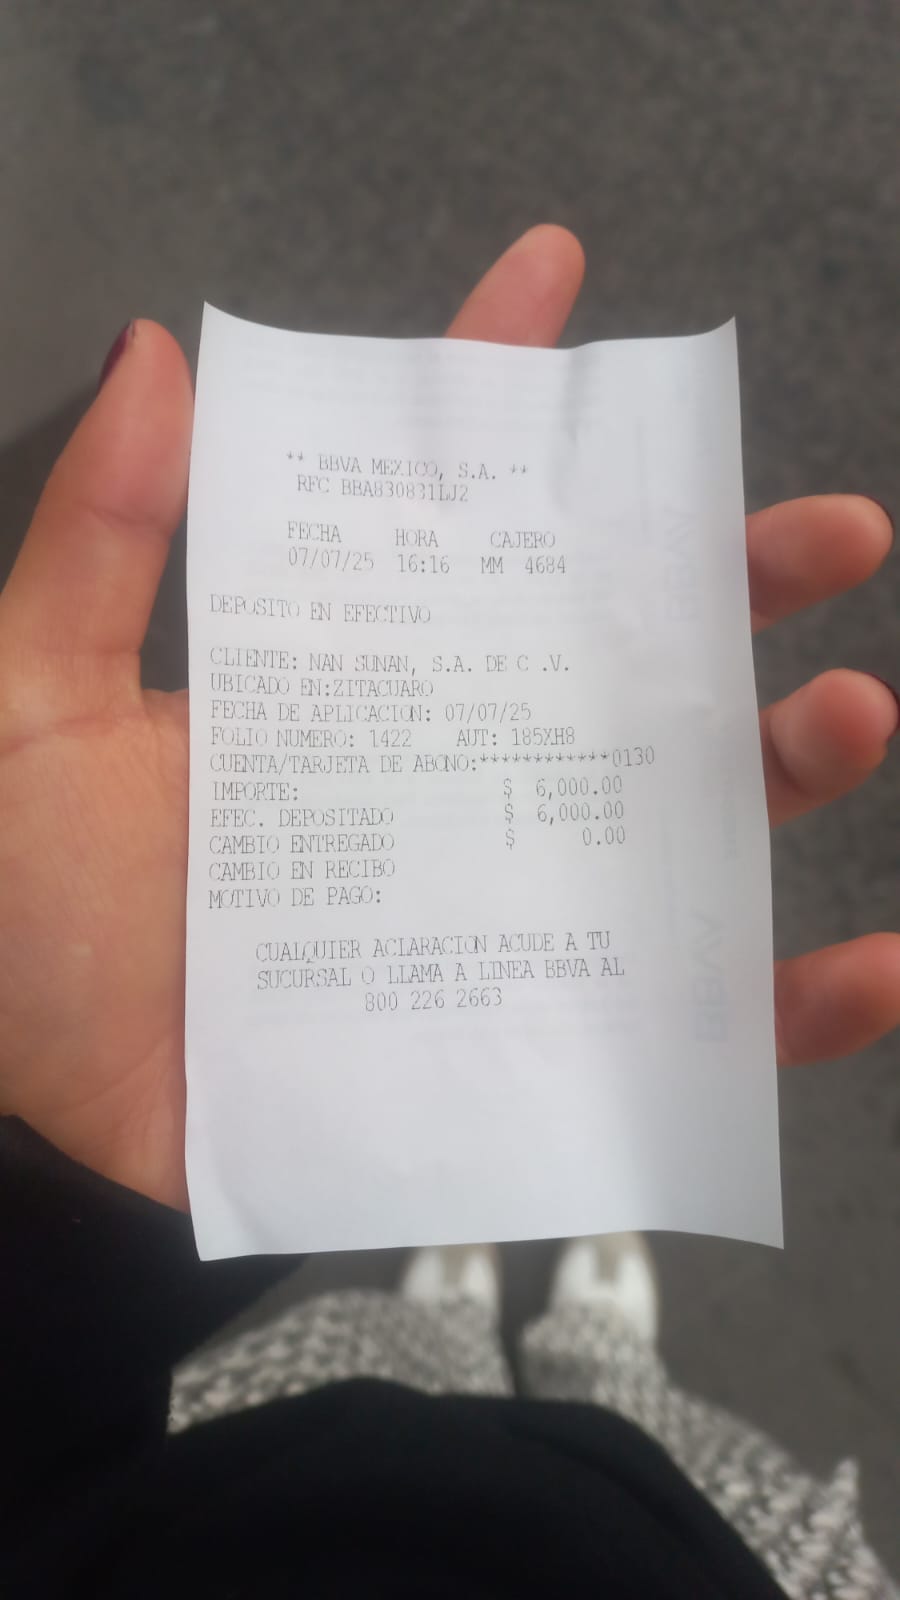 ** BBVA MEXICO, S.A. **
RFC BBA830831LJ2
FECHA HORA CAJERO
07/07/25 16:16 MM 4684
DEPOSITO EN EFECTIVO
CLIENTE: NAN SUNAN, S.A. DE C .V.
UBICADO EN:ZITACUARO
FECHA DE APLICACION: 07/07/25
FOLIO NUMERO: 1422 AUT: 185XH8
CUENTA/TARJETA DE ABONO:************0130
IMPORTE: $ 6,000.00
EFEC. DEPOSITADO $ 6,000.00
CAMBIO ENTREGADO $ 0.00
CAMBIO EN RECIBO
MOTIVO DE PAGO:
CUALQUIER ACLARACION ACUDE A TU
SUCURSAL O LLAMA A LINEA BBVA AL
800 226 2663